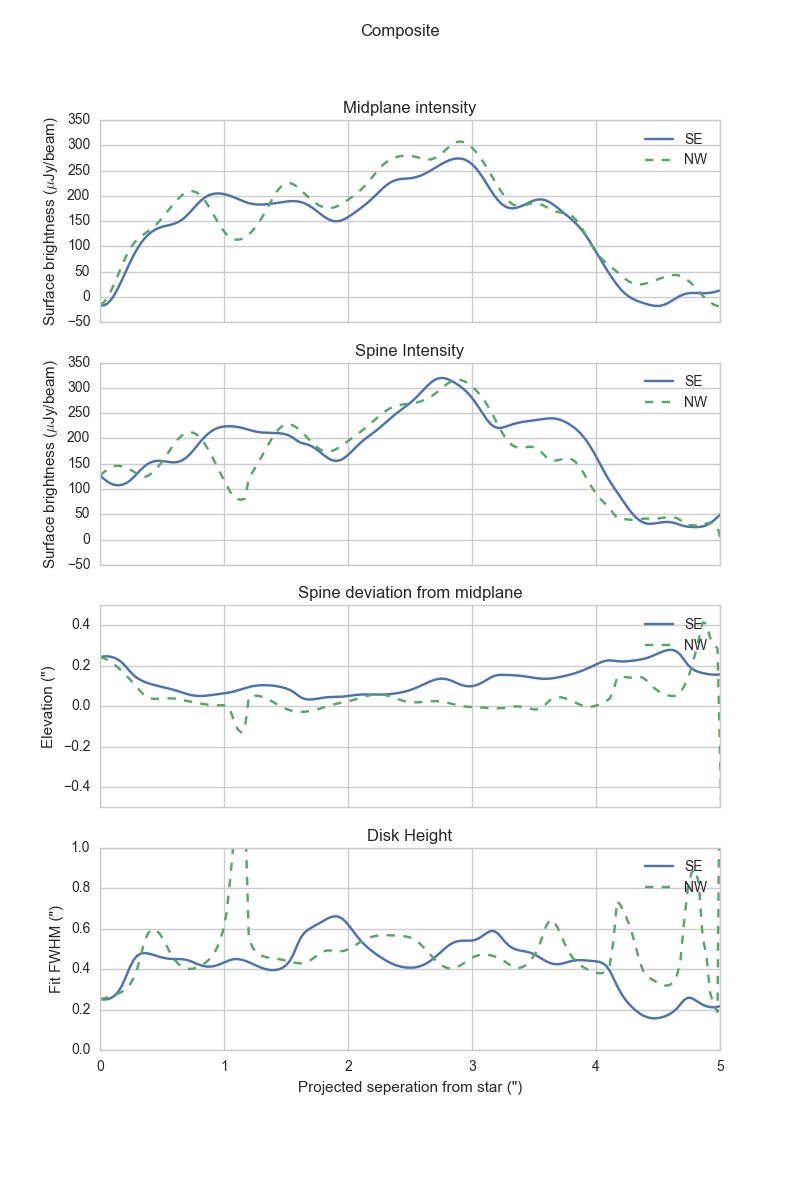 Composite
Midplane intensity
350
300
250
200
150
100
50
0
−50
Surface brightness (μJy/beam)
SE
NW
Spine Intensity
350
300
250
200
150
100
50
0
−50
Surface brightness (μJy/beam)
SE
NW
Spine deviation from midplane
0.4
0.2
0.0
−0.2
−0.4
Elevation (")
SE
NW
Disk Height
1.0
0.8
0.6
0.4
0.2
0.0
Fit FWHM (")
SE
NW
0 1 2 3 4 5
Projected seperation from star (")